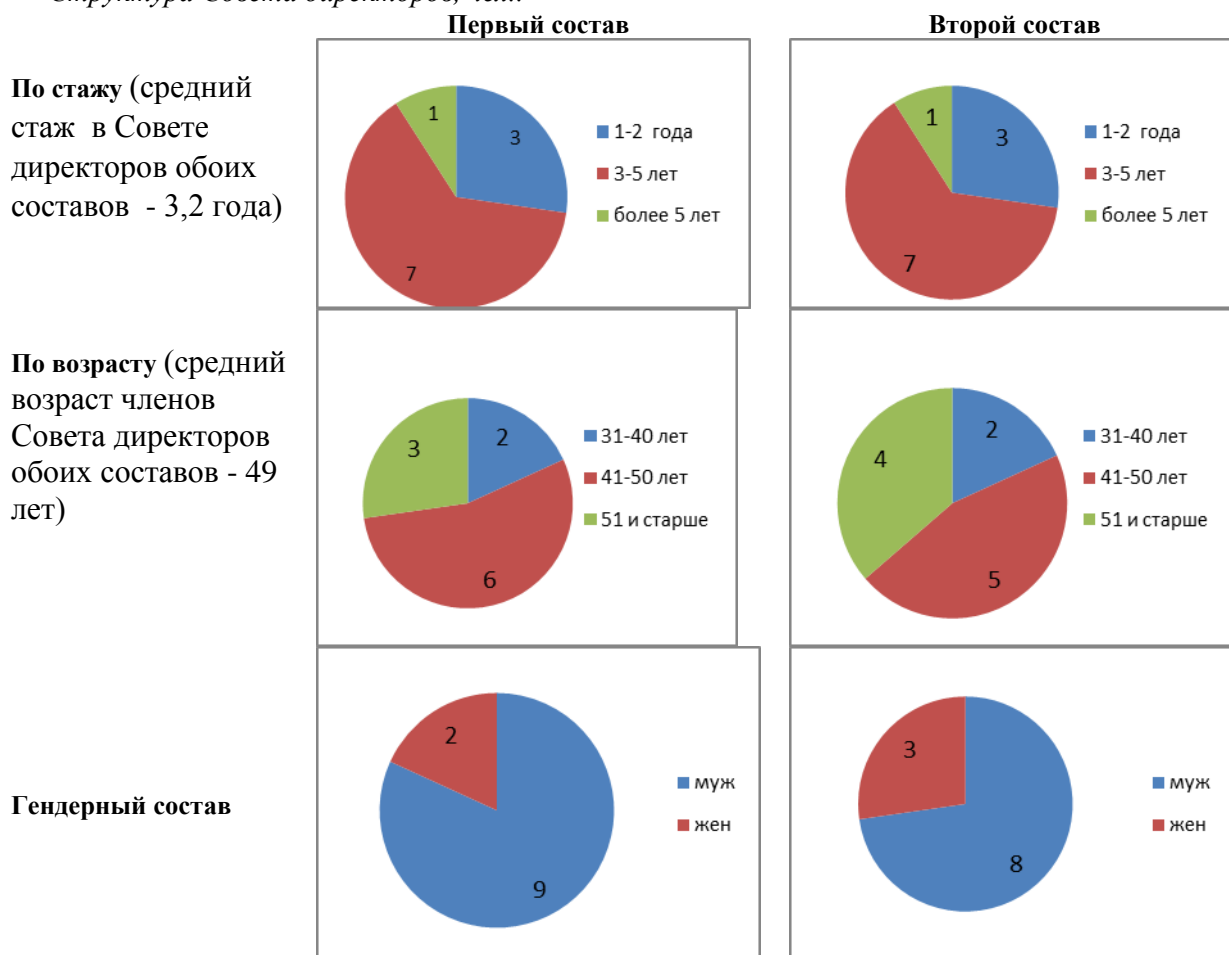 Структура Совета директоров, чел.
Первый состав
Второй состав
По стажу (средний
стаж в Совете
директоров обоих
составов - 3,2 года)
1
3
7
1-2 года
3-5 лет
более 5 лет
1
3
7
1-2 года
3-5 лет
более 5 лет
По возрасту (средний
возраст членов
Совета директоров
обоих составов - 49
лет)
3
2
6
31-40 лет
41-50 лет
51 и старше
4
2
5
31-40 лет
41-50 лет
51 и старше
Гендерный состав
2
9
муж
жен
3
8
муж
жен